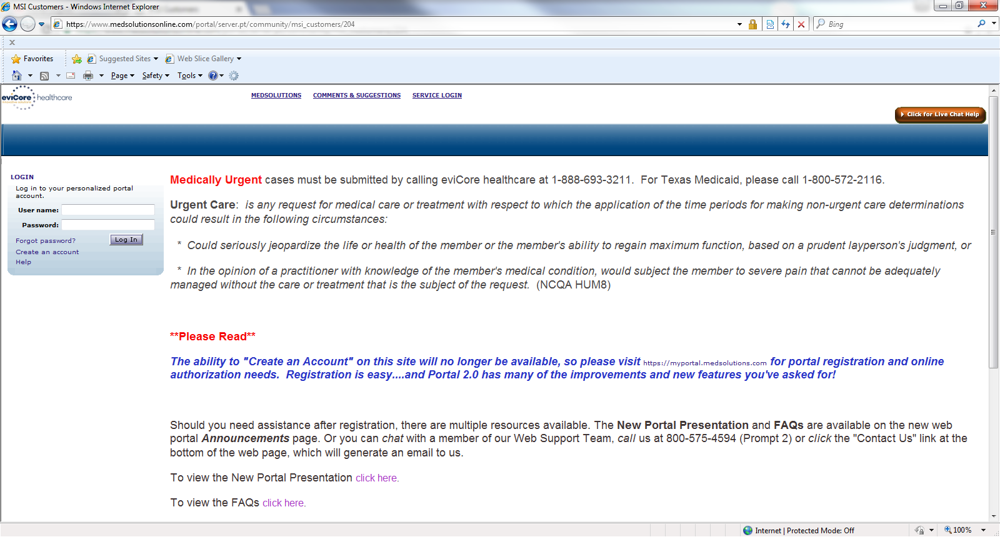 MSI Customers - Windows Internet Explorer
https://www.medsolutionsonline.com/portal/server.pt/community/msi_customers/204
Bing
x
Favorites
Suggested Sites
Web Slice Gallery
Page
Safety
Tools
eviCore healthcare
MEDSOLUTIONS
COMMENTS & SUGGESTIONS
SERVICE LOGIN
Click for Live Chat Help
LOGIN
Log in to your personalized portal
account.
User name:
Password:
Forgot password?
Log In
Create an account
Help
Medically Urgent cases must be submitted by calling eviCore healthcare at 1-888-693-3211.  For Texas Medicaid, please call 1-800-572-2116.
Urgent Care:  is any request for medical care or treatment with respect to which the application of the time periods for making non-urgent care determinations
could result in the following circumstances:
*  Could seriously jeopardize the life or health of the member or the member's ability to regain maximum function, based on a prudent layperson's judgment, or
*  In the opinion of a practitioner with knowledge of the member's medical condition, would subject the member to severe pain that cannot be adequately
managed without the care or treatment that is the subject of the request.  (NCQA HUM8)
**Please Read**
The ability to "Create an Account" on this site will no longer be available, so please visit https://myportal.medsolutions.com for portal registration and online
authorization needs.  Registration is easy....and Portal 2.0 has many of the improvements and new features you've asked for!
Should you need assistance after registration, there are multiple resources available. The New Portal Presentation and FAQs are available on the new web
portal Announcements page. Or you can chat with a member of our Web Support Team, call us at 800-575-4594 (Prompt 2) or click the "Contact Us" link at the
bottom of the web page, which will generate an email to us.
To view the New Portal Presentation click here.
To view the FAQs click here.
Internet | Protected Mode: Off
100%